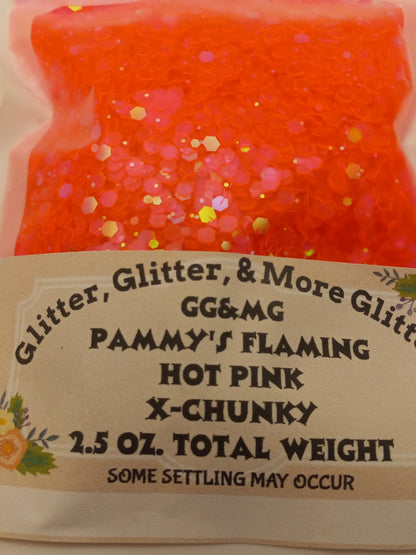 Glitter, Glitter, & More Glitte
GG&MG
PAMMY'S FLAMING
HOT PINK
X-CHUNKY
2.5 OZ. TOTAL WEIGHT
SOME SETTLING MAY OCCUR